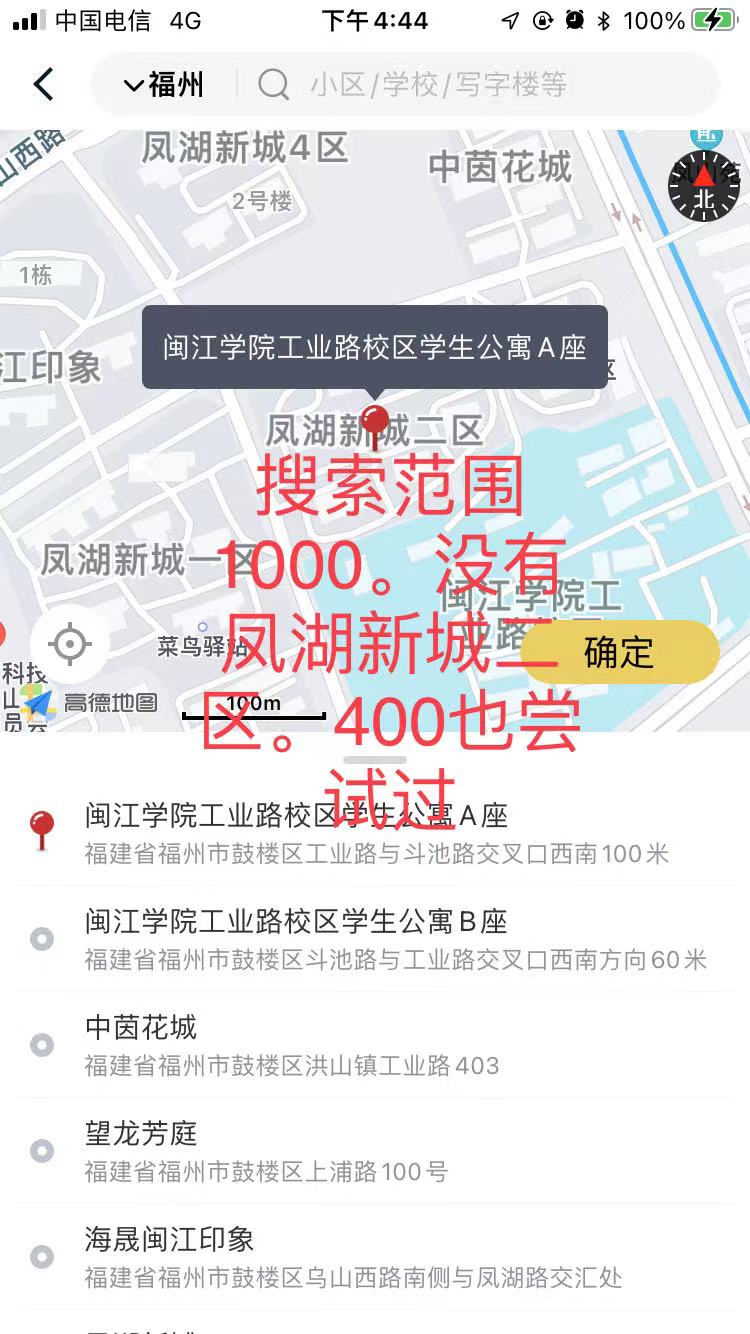 中国电信 4G 下午4:44 100%
福州 小区/学校/写字楼等
山西路
凤湖新城4区
中茵花城
2号楼
北
1栋
闽江学院工业路校区学生公寓A座
江印象
凤湖新城二区
搜索范围
1000。没有
凤湖新城二
区。400也尝
试过
凤湖新城一区
闽江学院工
业路
菜鸟驿站
确定
科技
山
员会
高德地图
100m
闽江学院工业路校区学生公寓A座
福建省福州市鼓楼区工业路与斗池路交叉口西南100米
闽江学院工业路校区学生公寓B座
福建省福州市鼓楼区斗池路与工业路交叉口西南方向60米
中茵花城
福建省福州市鼓楼区洪山镇工业路403
望龙芳庭
福建省福州市鼓楼区上浦路100号
海晟闽江印象
福建省福州市鼓楼区乌山西路南侧与凤湖路交汇处